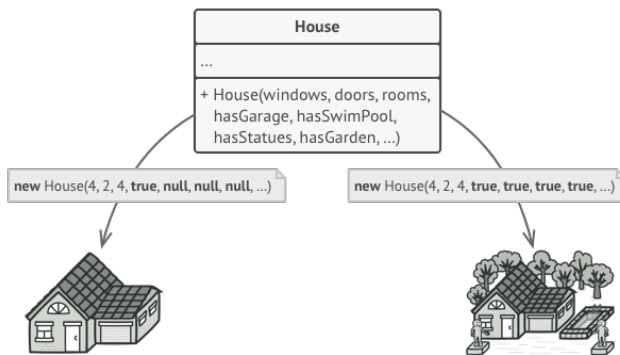 House
...
+ House(windows, doors, rooms,
hasGarage, hasSwimPool,
hasStatues, hasGarden, ...)
new House(4, 2, 4, true, null, null, null, ...)
new House(4, 2, 4, true, true, true, true, ...)